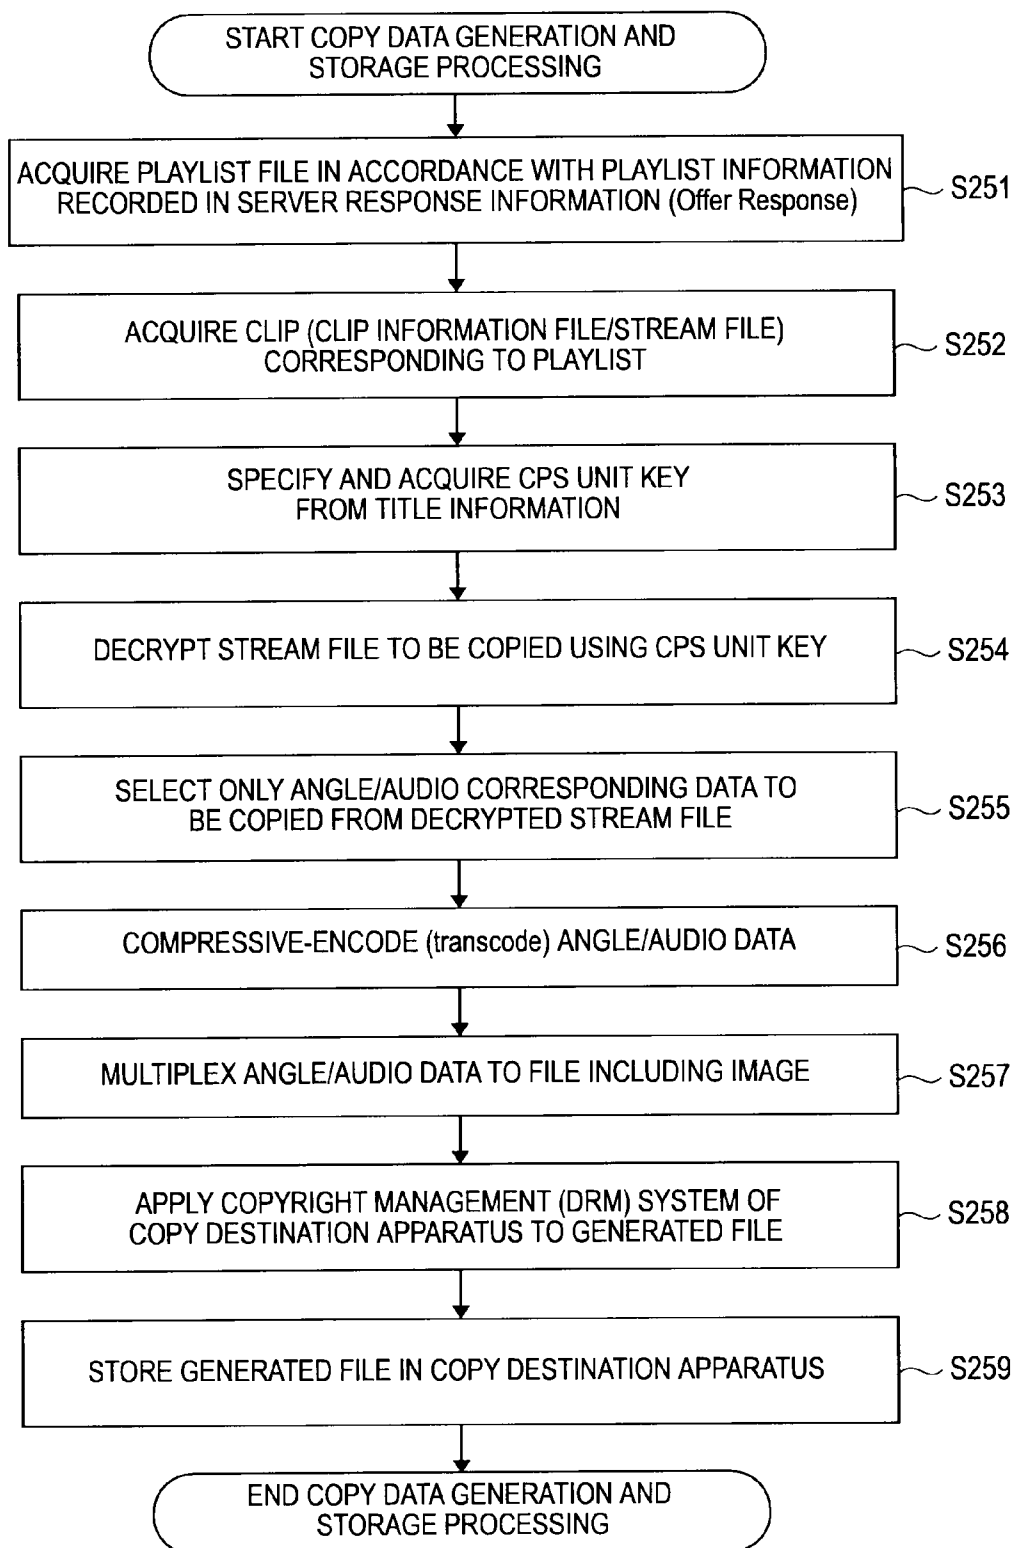 START COPY DATA GENERATION AND
STORAGE PROCESSING
ACQUIRE PLAYLIST FILE IN ACCORDANCE WITH PLAYLIST INFORMATION
RECORDED IN SERVER RESPONSE INFORMATION (Offer Response)
S251
ACQUIRE CLIP (CLIP INFORMATION FILE/STREAM FILE)
CORRESPONDING TO PLAYLIST
S252
SPECIFY AND ACQUIRE CPS UNIT KEY
FROM TITLE INFORMATION
S253
DECRYPT STREAM FILE TO BE COPIED USING CPS UNIT KEY
S254
SELECT ONLY ANGLE/AUDIO CORRESPONDING DATA TO
BE COPIED FROM DECRYPTED STREAM FILE
S255
COMPRESSIVE-ENCODE (transcode) ANGLE/AUDIO DATA
S256
MULTIPLEX ANGLE/AUDIO DATA TO FILE INCLUDING IMAGE
S257
APPLY COPYRIGHT MANAGEMENT (DRM) SYSTEM OF
COPY DESTINATION APPARATUS TO GENERATED FILE
S258
STORE GENERATED FILE IN COPY DESTINATION APPARATUS
S259
END COPY DATA GENERATION AND
STORAGE PROCESSING